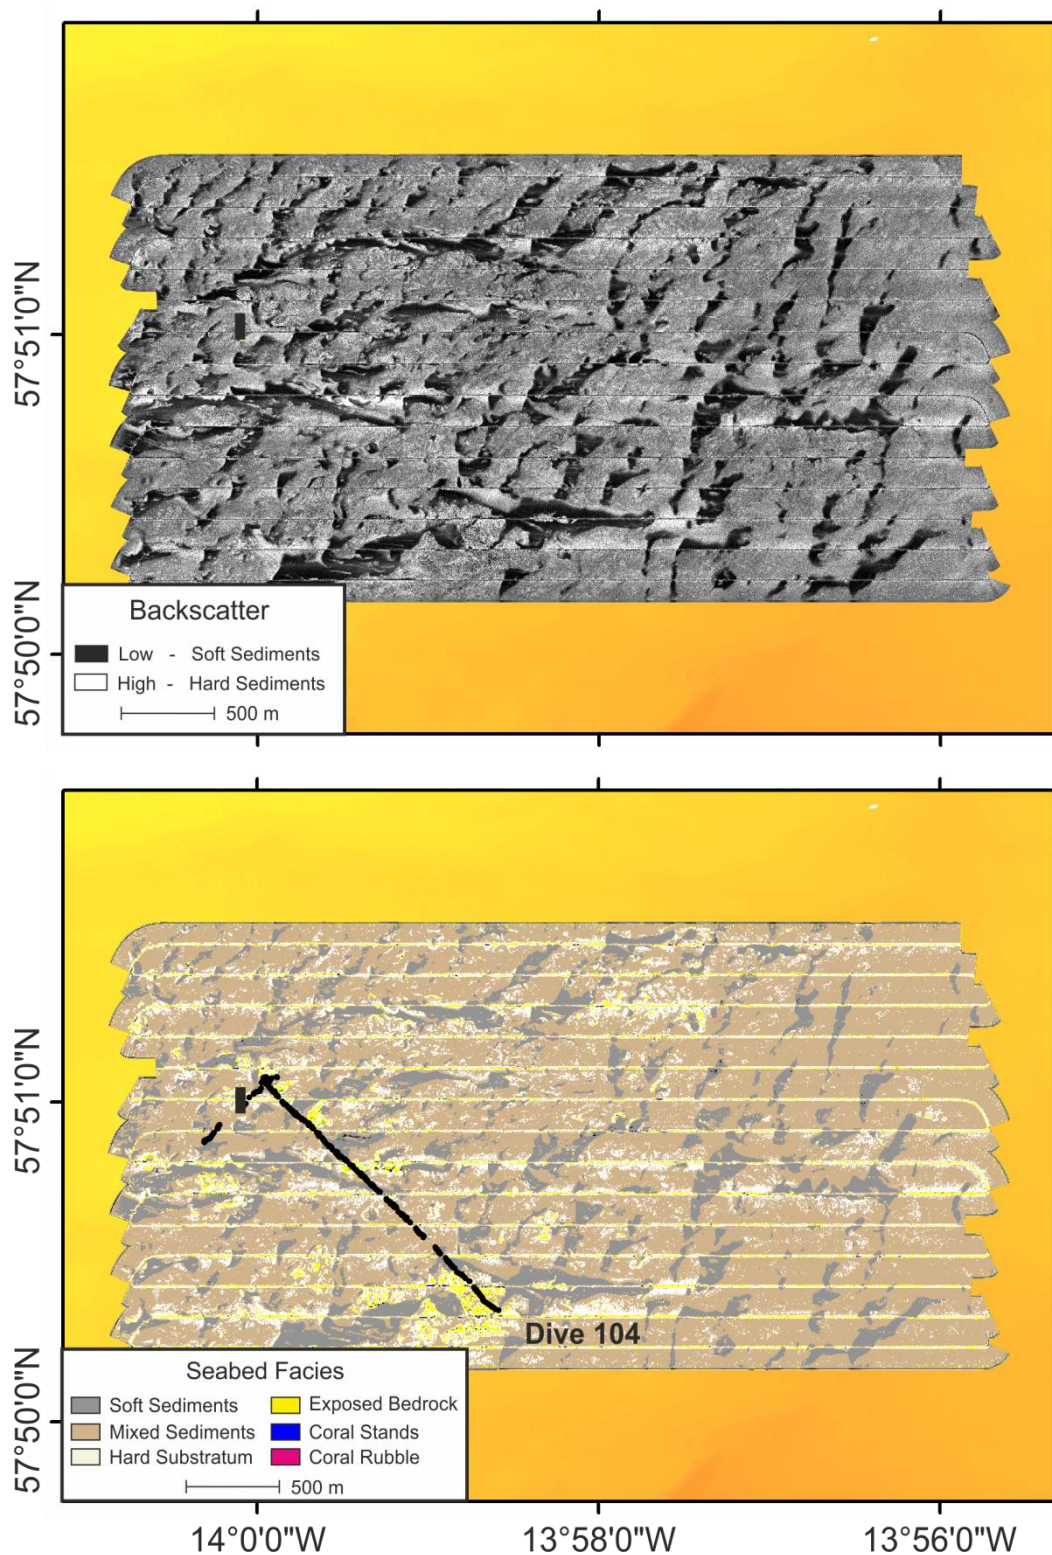 57°51'0"N
57°50'0"N
Backscatter
Low - Soft Sediments
High - Hard Sediments
500 m
57°51'0"N
57°50'0"N
Dive 104
Seabed Facies
Soft Sediments Exposed Bedrock
Mixed Sediments Coral Stands
Hard Substratum Coral Rubble
500 m
14°0'0"W 13°58'0"W 13°56'0"W